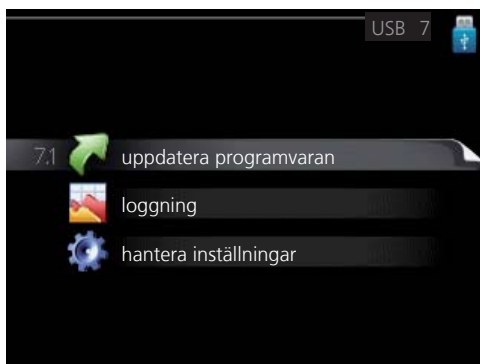 USB 7
7.1 uppdatera programvaran
loggning
hantera inställningar